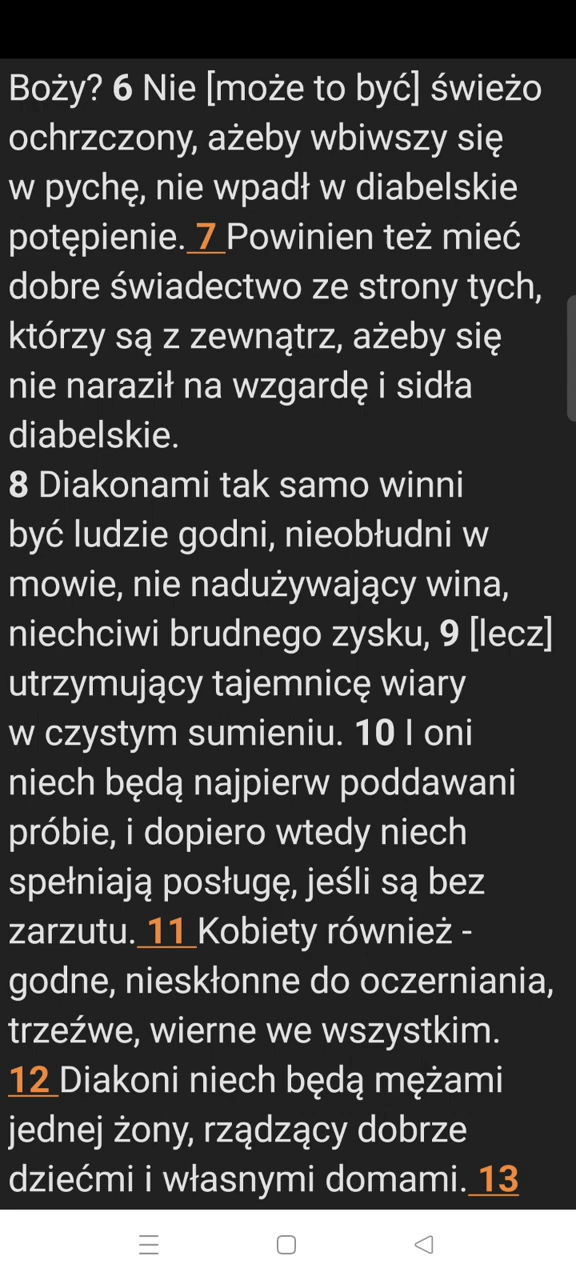 Boży? 6 Nie [może to być] świeżo
ochrzczony, ażeby wbiwszy się
w pychę, nie wpadł w diabelskie
potępienie. 7 Powinien też mieć
dobre świadectwo ze strony tych,
którzy są z zewnątrz, ażeby się
nie naraził na wzgardę i sidła
diabelskie.
8 Diakonami tak samo winni
być ludzie godni, nieobłudni w
mowie, nie nadużywający wina,
niechciwi brudnego zysku, 9 [lecz]
utrzymujący tajemnicę wiary
w czystym sumieniu. 10 I oni
niech będą najpierw poddawani
próbie, i dopiero wtedy niech
spełniają posługę, jeśli są bez
zarzutu. 11 Kobiety również -
godne, nieskłonne do oczerniania,
trzeźwe, wierne we wszystkim.
12 Diakoni niech będą mężami
jednej żony, rządzący dobrze
dziećmi i własnymi domami. 13